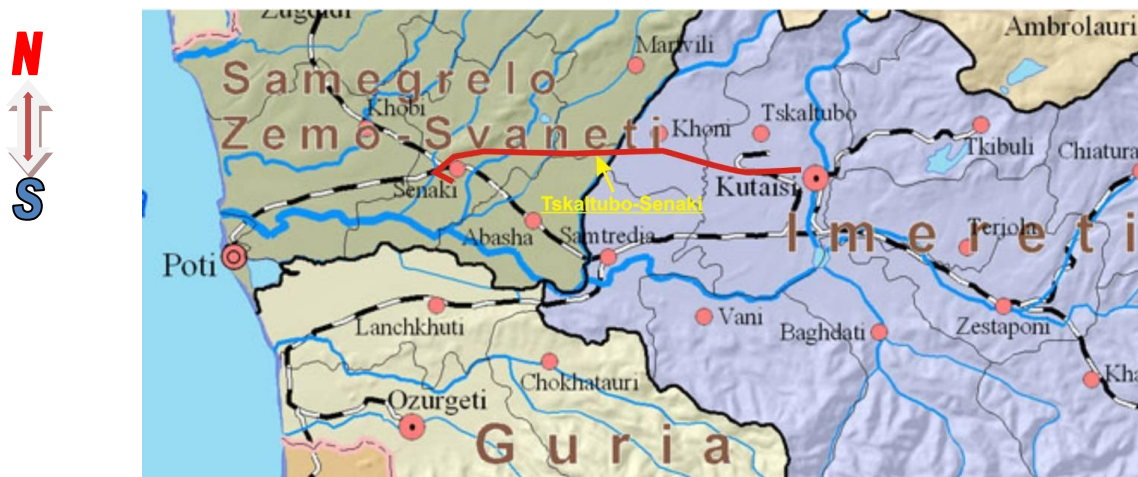 N
S
Zugdidi
Martvili
Ambrolauri
Samegrelo
Zemo-Svaneti
Khobi
Khoni
Tskaltubo
Tkibuli
Chiatura
Senaki
Kutaisi
Tskaltubo-Senaki
Abasha
Samtredia
Imereti
Terjola
Poti
Lanchkhuti
Vani
Baghdati
Zestaponi
Chokhatauri
Kha
Ozurgeti
Guria